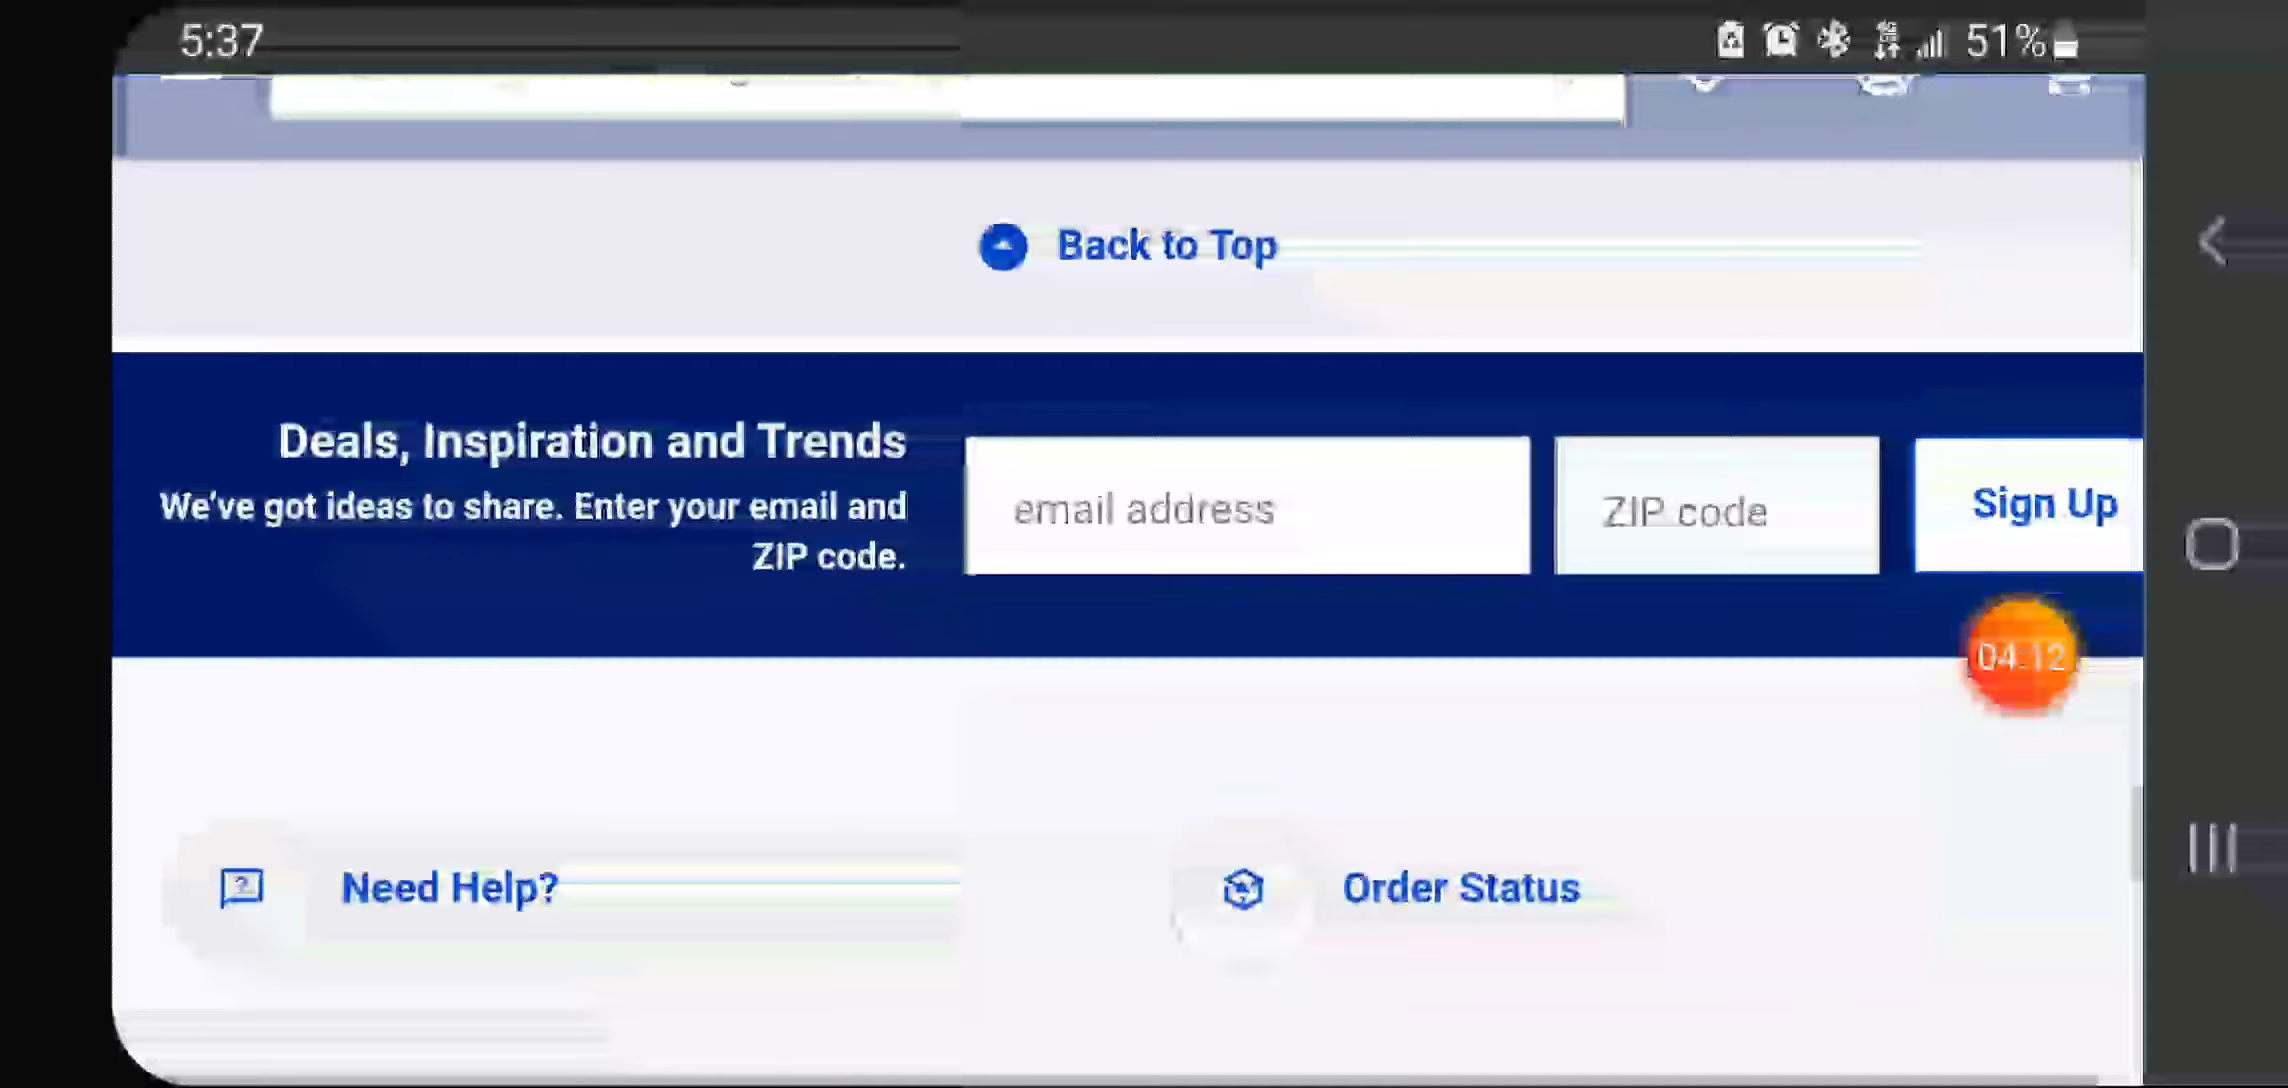 5:37
51%
Back to Top
Deals, Inspiration and Trends
We've got ideas to share. Enter your email and
ZIP code.
email address
ZIP code
Sign Up
04:12
Need Help?
Order Status